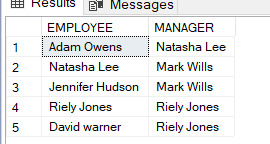 Results Messages
EMPLOYEE MANAGER
1 Adam Owens Natasha Lee
2 Natasha Lee Mark Wills
3 Jennifer Hudson Mark Wills
4 Riely Jones Riely Jones
5 David warner Riely Jones